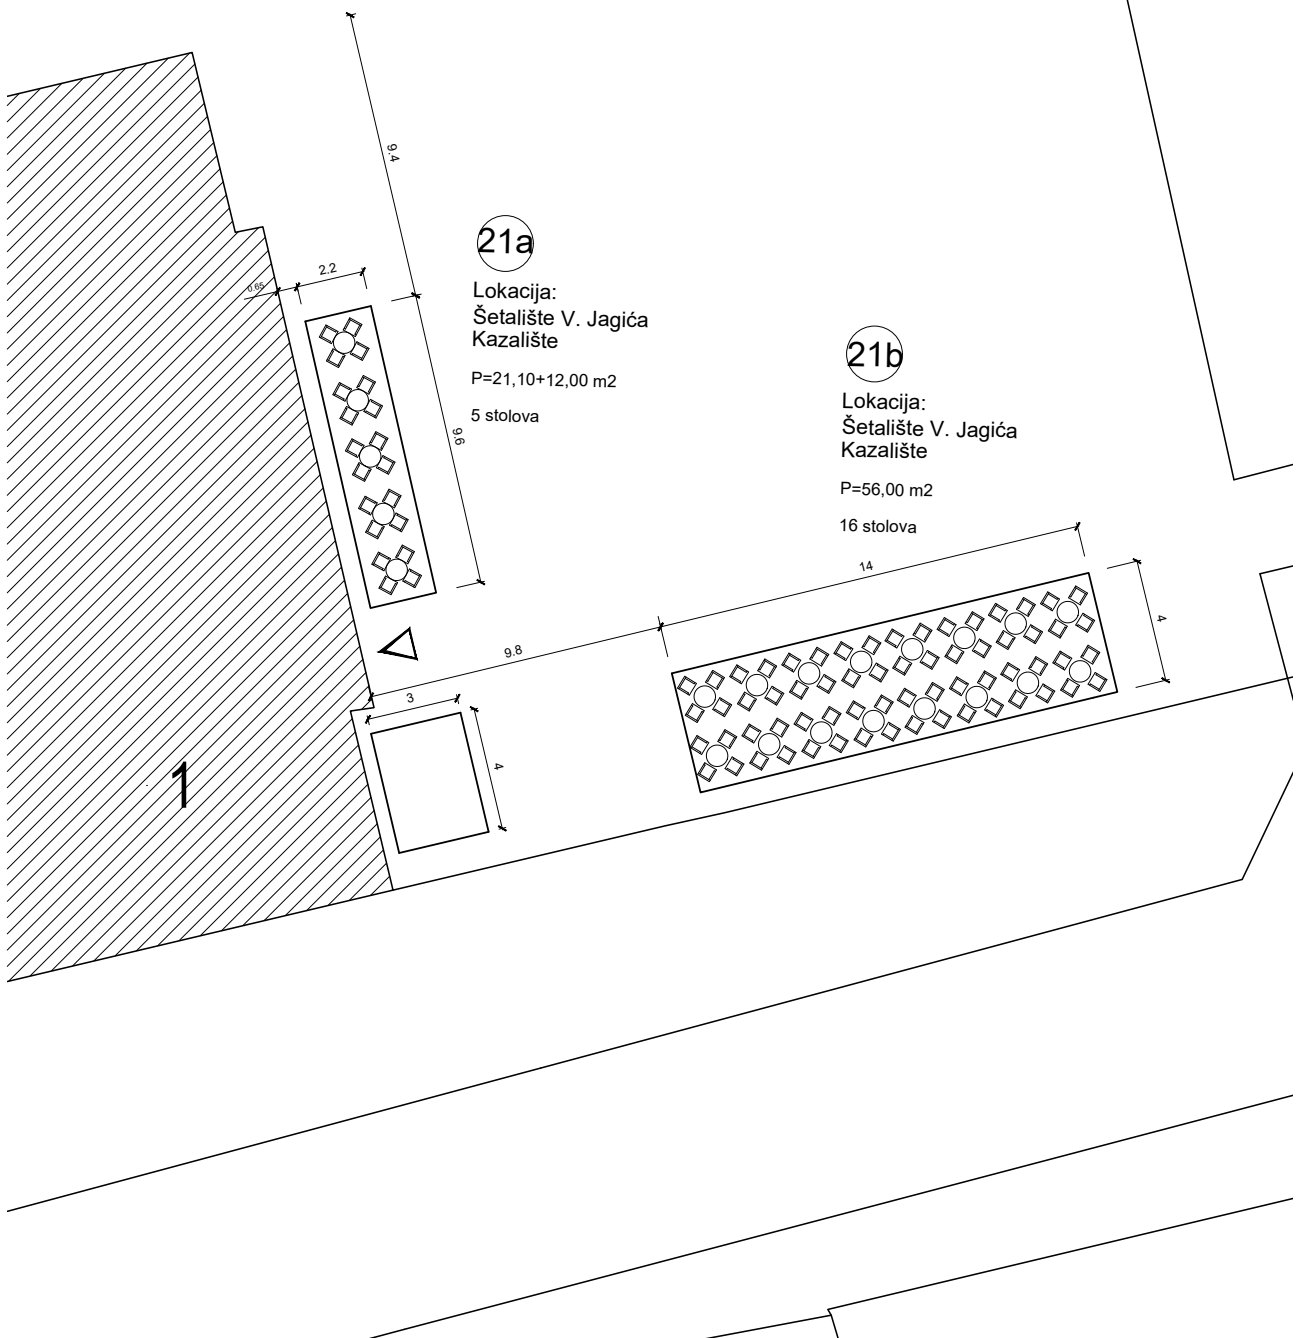 9.4
21a
Lokacija:
Šetalište V. Jagića
Kazalište
P=21,10+12,00 m2
5 stolova
2.2
0.65
9.6
21b
Lokacija:
Šetalište V. Jagića
Kazalište
P=56,00 m2
16 stolova
14
4
9.8
3
4
1